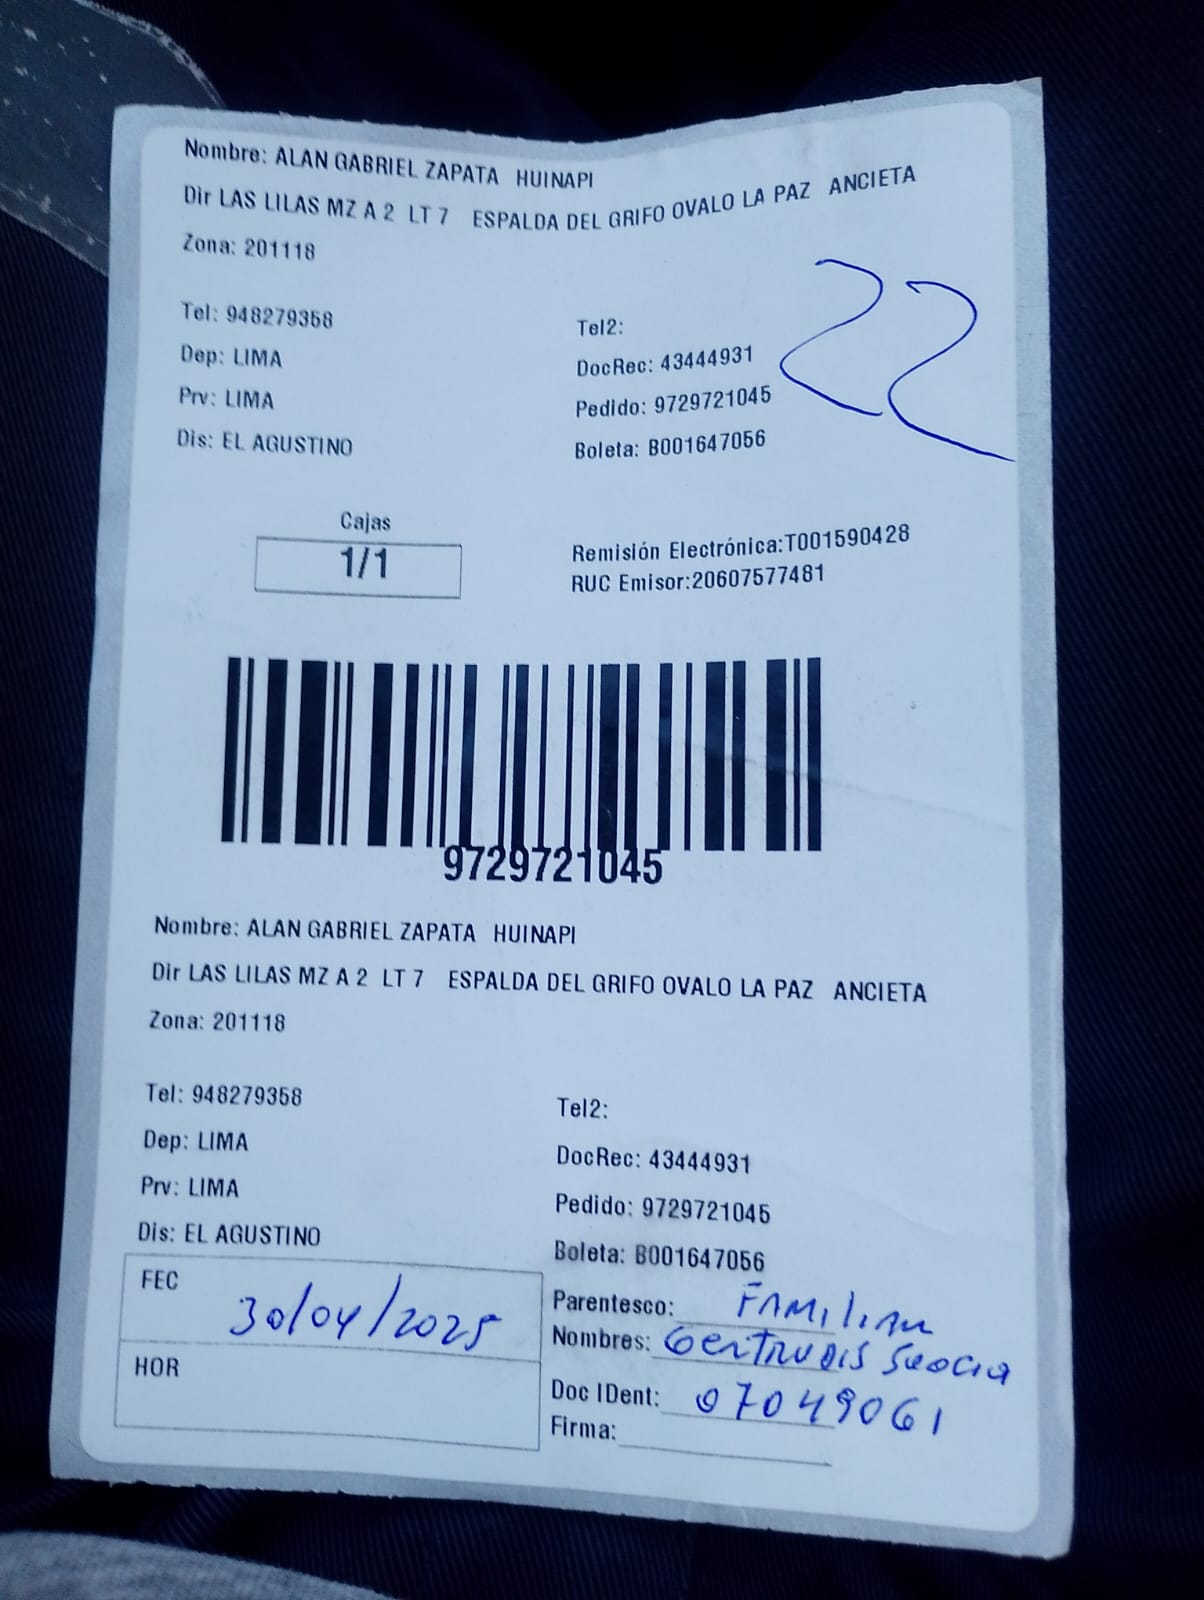 Nombre: ALAN GABRIEL ZAPATA HUINAPI
Dir LAS LILAS MZ A 2 LT 7 ESPALDA DEL GRIFO OVALO LA PAZ ANCIETA
Zona: 201118
22
Tel: 948279358
Tel2:
Dep: LIMA
DocRec: 43444931
Prv: LIMA
Pedido: 9729721045
Dis: EL AGUSTINO
Boleta: B001647056
Cajas
1/1
Remisión Electrónica:T001590428
RUC Emisor:20607577481
9729721045
Nombre: ALAN GABRIEL ZAPATA HUINAPI
Dir LAS LILAS MZ A 2 LT 7 ESPALDA DEL GRIFO OVALO LA PAZ ANCIETA
Zona: 201118
Tel: 948279358
Tel2:
Dep: LIMA
DocRec: 43444931
Prv: LIMA
Pedido: 9729721045
Dis: EL AGUSTINO
Boleta: B001647056
FEC 30/04/2025
HOR
Parentesco: FAMILIAR
Nombres: GERTRUDIS
Doc IDent: 07049061
Firma: